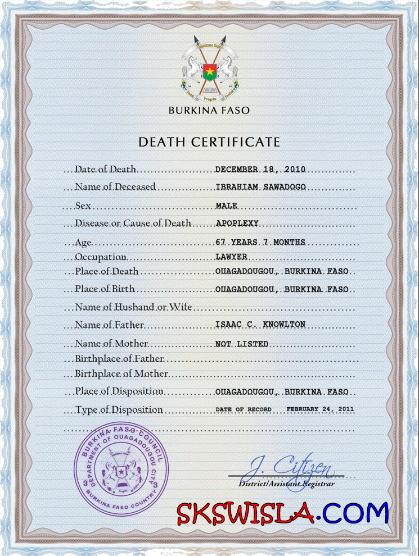 BURKINA FASO
DEATH CERTIFICATE
Date of Death DECEMBER 18, 2010
Name of Deceased IBRAHIAM SAWADOGO
Sex MALE
Disease or Cause of Death APOPLEXY
Age 67 YEARS 7 MONTHS
Occupation LAWYER
Place of Death OUAGADOUGOU, BURKINA FASO
Place of Birth OUAGADOUGOU, BURKINA FASO
Name of Husband or Wife
Name of Father ISAAC C. KNOWLTON
Name of Mother NOT LISTED
Birthplace of Father
Birthplace of Mother
Place of Disposition OUAGADOUGOU, BURKINA FASO
Type of Disposition DATE OF RECORD FEBRUARY 24, 2011
BURKINA FASO COUNCIL
DEPARTMENT OF OUAGADOUGOU CITY
BURKINA FASO COUNTRY
J. Citizen
District/Assistant Registrar
SKSWISLA.COM